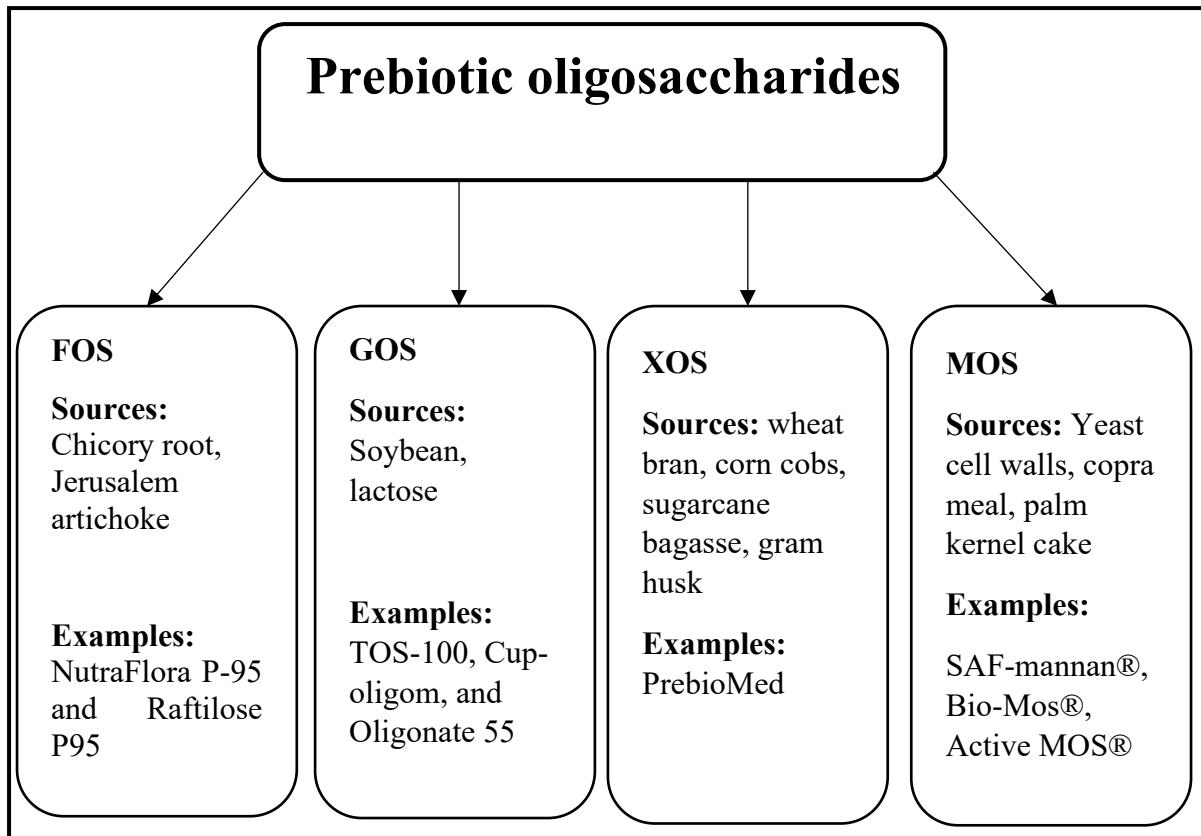 Prebiotic oligosaccharides
FOS
Sources:
Chicory root,
Jerusalem
artichoke
Examples:
NutraFlora P-95
and Raftilose
P95
GOS
Sources:
Soybean,
lactose
Examples:
TOS-100, Cup-
oligom, and
Oligonate 55
XOS
Sources: wheat
bran, corn cobs,
sugarcane
bagasse, gram
husk
Examples:
PrebioMed
MOS
Sources: Yeast
cell walls, copra
meal, palm
kernel cake
Examples:
SAF-mannan®,
Bio-Mos®,
Active MOS®